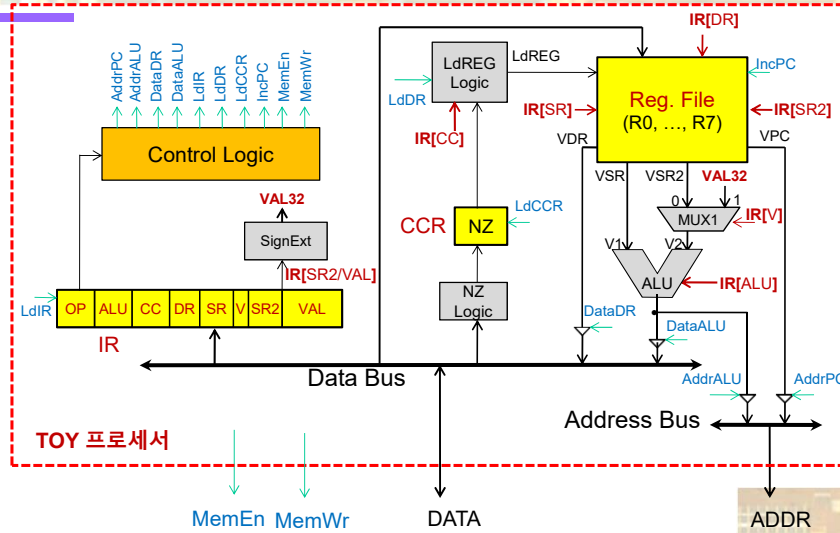 AddrPC
AddrALU
DataDR
DataALU
LdIR
LdDR
LdCCR
IncPC
MemEn
MemWr
Control Logic
VAL32
SignExt
IR[SR2/VAL]
LdIR
OP ALU CC DR SR V SR2 VAL
IR
LdREG
Logic
LdREG
LdDR
IR[CC]
CCR
NZ
LdCCR
NZ
Logic
IR[DR]
IncPC
Reg. File
(R0, …, R7)
IR[SR]
IR[SR2]
VDR
VPC
VSR
VSR2
VAL32
0
1
MUX1
IR[V]
V1
V2
ALU
IR[ALU]
DataDR
DataALU
AddrALU
AddrPC
Data Bus
Address Bus
TOY 프로세서
MemEn
MemWr
DATA
ADDR